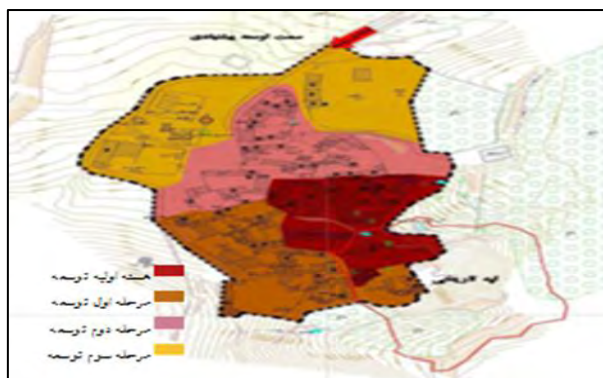 سمت توسعه پیشنهادی
تپه تاریخی
هسته اولیه توسعه
مرحله اول توسعه
مرحله دوم توسعه
مرحله سوم توسعه